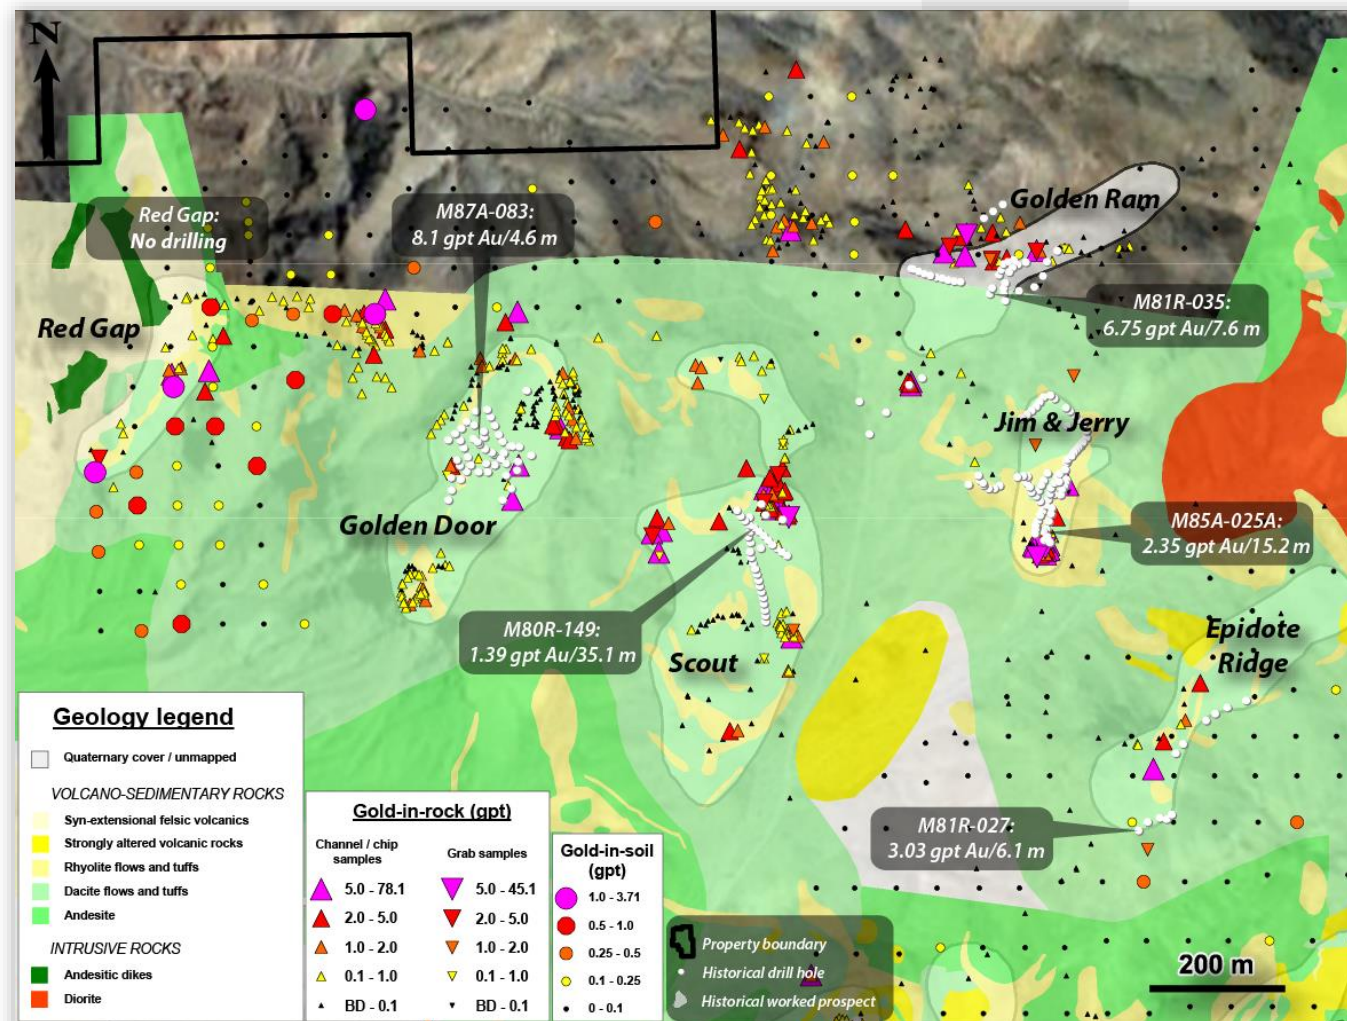 N
Golden Ram
Red Gap:
No drilling
M87A-083:
8.1 gpt Au/4.6 m
M81R-035:
6.75 gpt Au/7.6 m
Red Gap
Jim & Jerry
Golden Door
M85A-025A:
2.35 gpt Au/15.2 m
M80R-149:
1.39 gpt Au/35.1 m
Scout
Epidote
Ridge
M81R-027:
3.03 gpt Au/6.1 m
Geology legend
Quaternary cover / unmapped
VOLCANO-SEDIMENTARY ROCKS
Syn-extensional felsic volcanics
Strongly altered volcanic rocks
Rhyolite flows and tuffs
Dacite flows and tuffs
Andesite
INTRUSIVE ROCKS
Andesitic dikes
Diorite
Gold-in-rock (gpt)
Channel / chip
samples
Grab samples
5.0 - 78.1
5.0 - 45.1
2.0 - 5.0
2.0 - 5.0
1.0 - 2.0
1.0 - 2.0
0.1 - 1.0
0.1 - 1.0
BD - 0.1
BD - 0.1
Gold-in-soil
(gpt)
1.0 - 3.71
0.5 - 1.0
0.25 - 0.5
0.1 - 0.25
0 - 0.1
Property boundary
Historical drill hole
Historical worked prospect
200 m